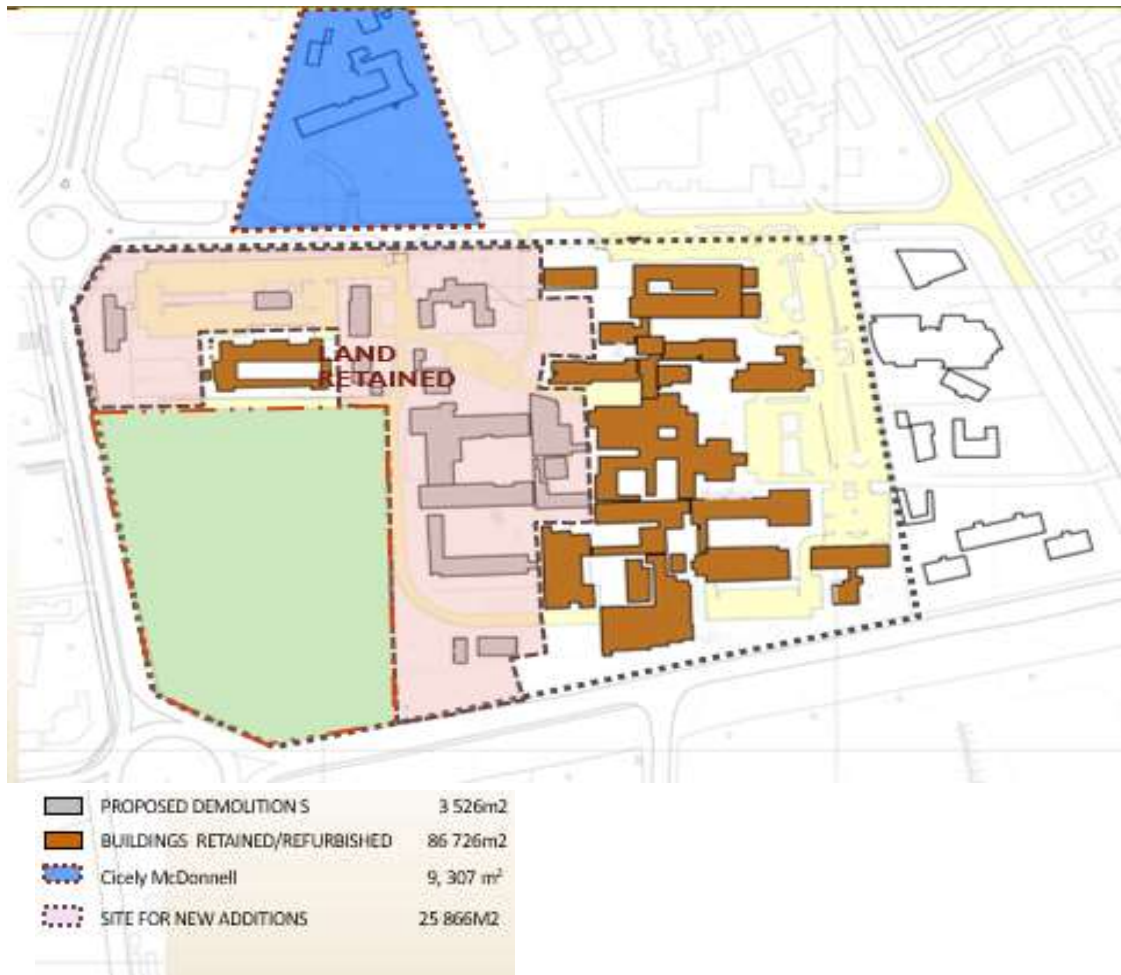 LAND
RETAINED
PROPOSED DEMOLITION S 3 526m2
BUILDINGS RETAINED/REFURBISHED 86 726m2
Cicely McDonnell 9, 307 m²
SITE FOR NEW ADDITIONS 25 866M2